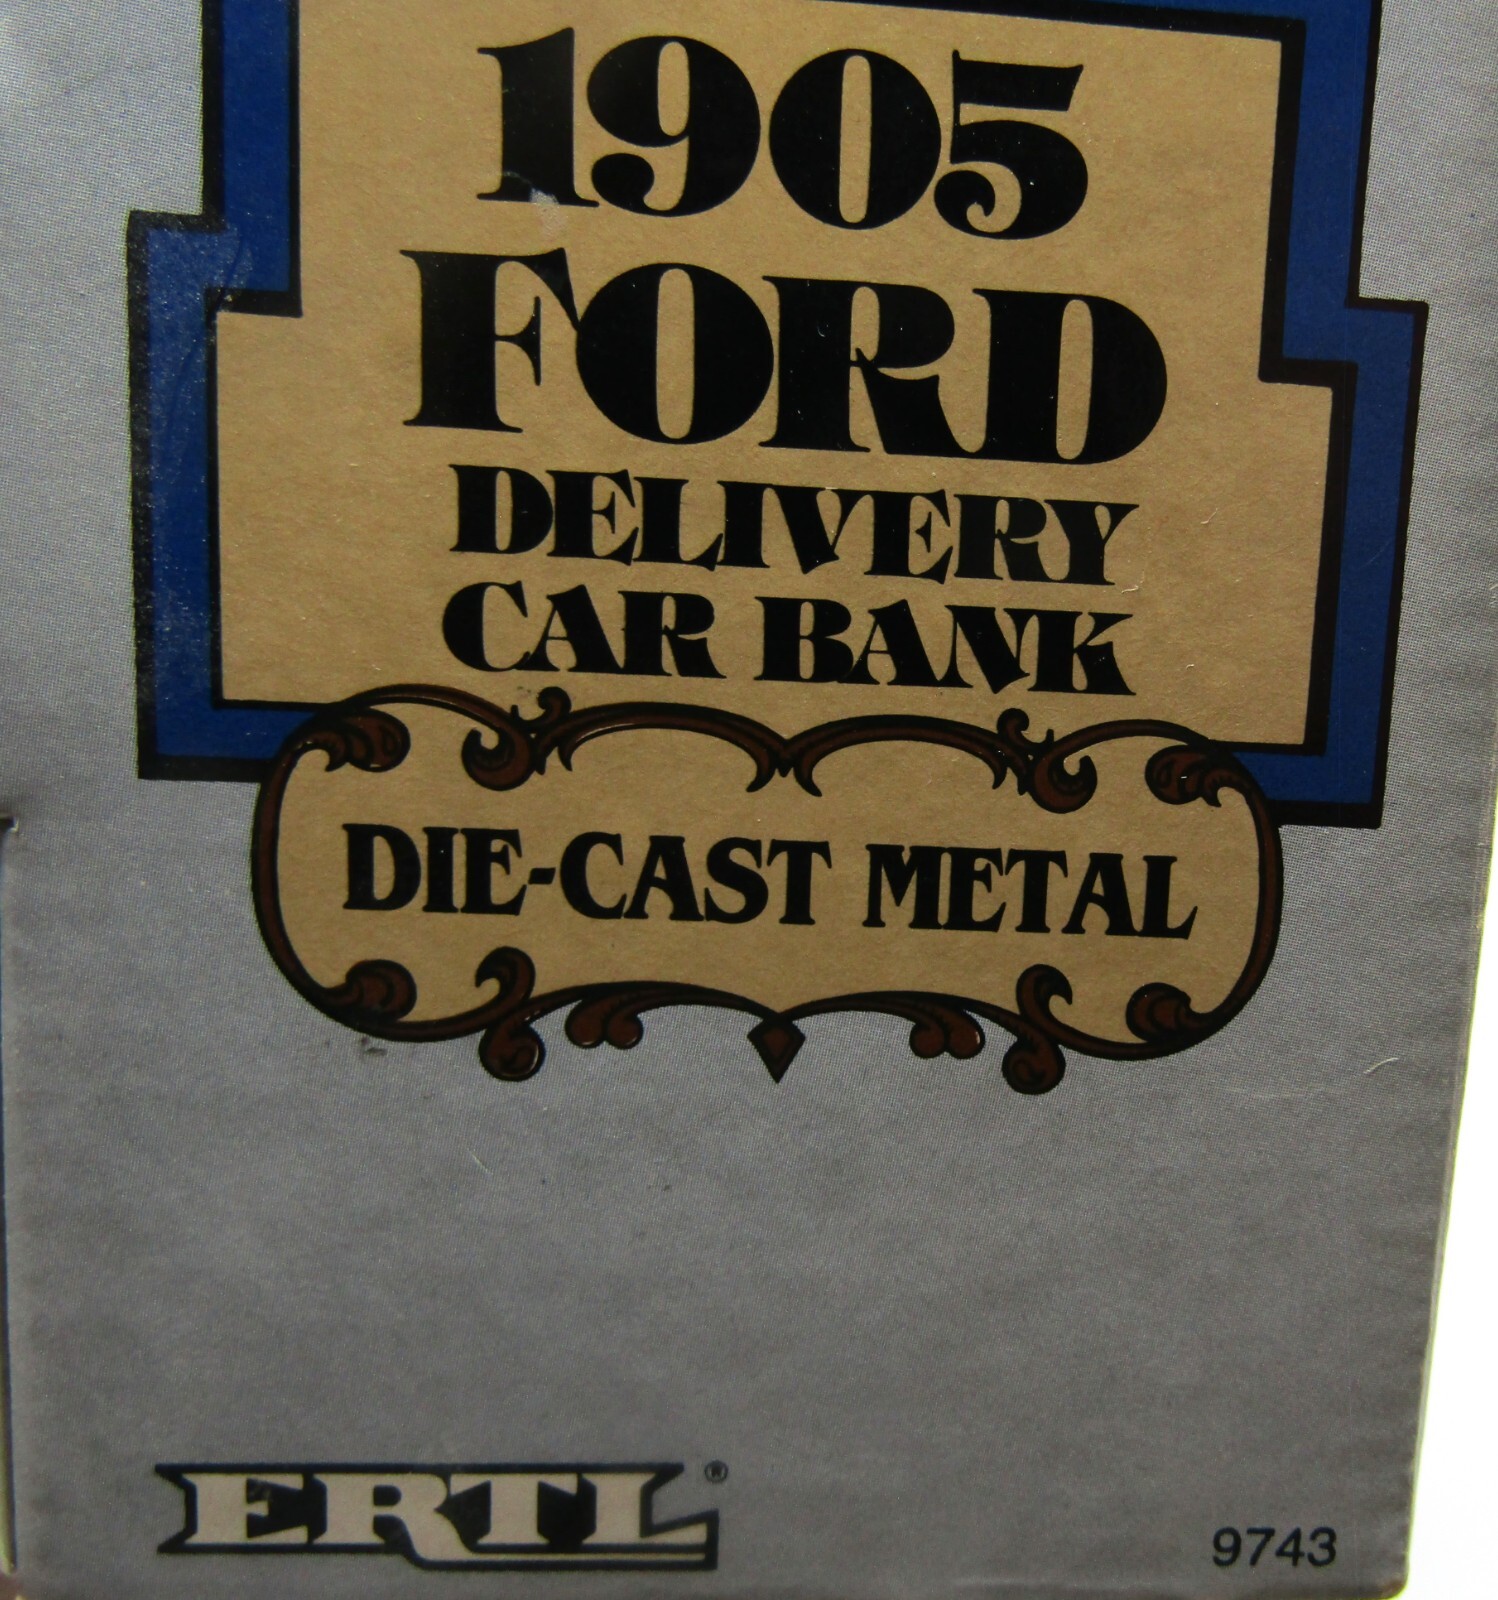 1905
FORD
DELIVERY
CAR BANK
DIE-CAST METAL
ERTL®
9743